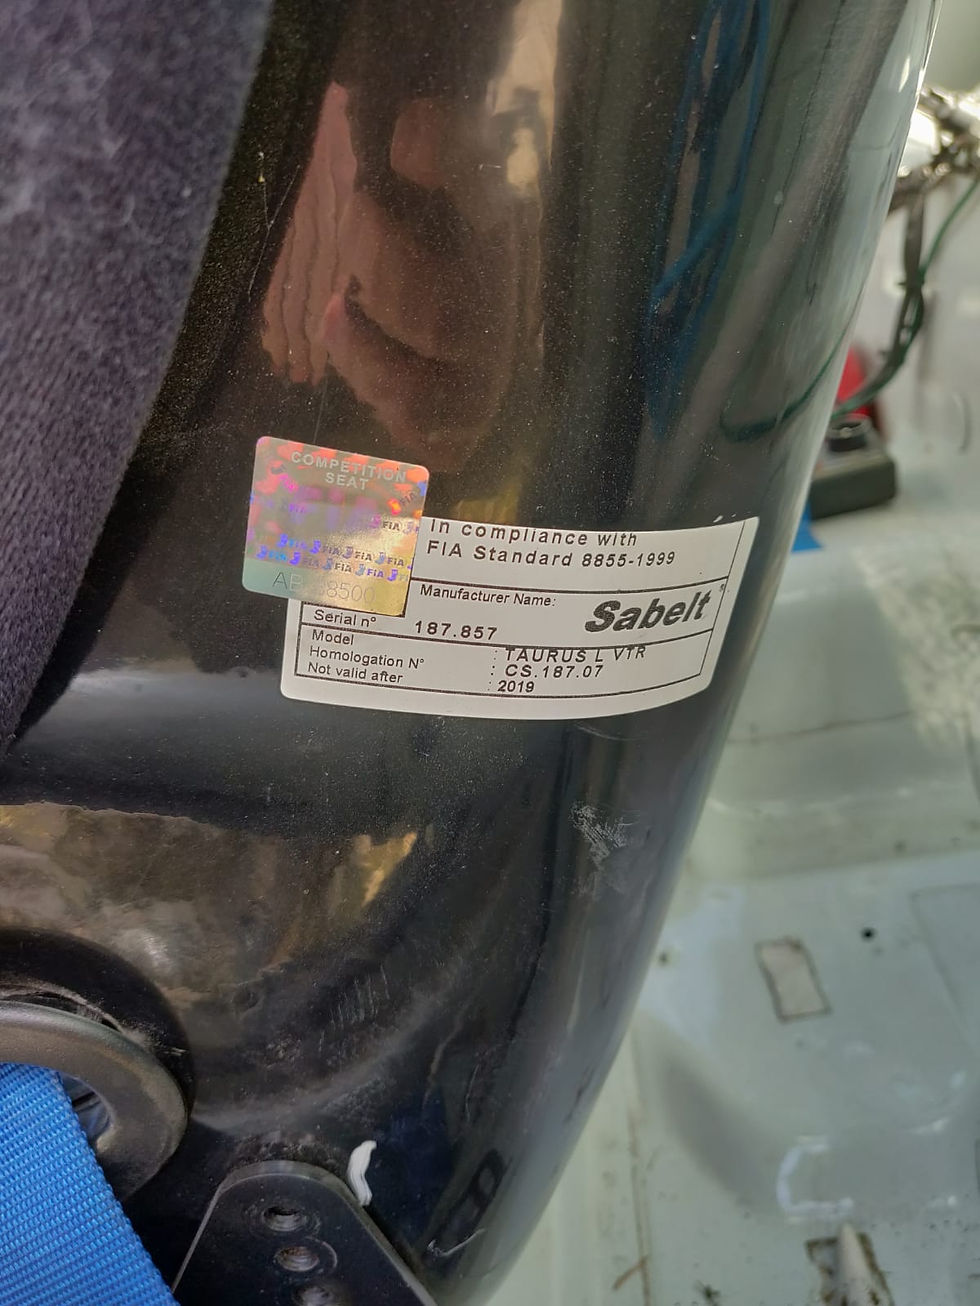 COMPETITION
SEAT
FIA
In compliance with
FIA Standard 8855-1999
Manufacturer Name:
Sabelt
Serial n° 187.857
Model : TAURUS L VTR
Homologation N° : CS.187.07
Not valid after : 2019